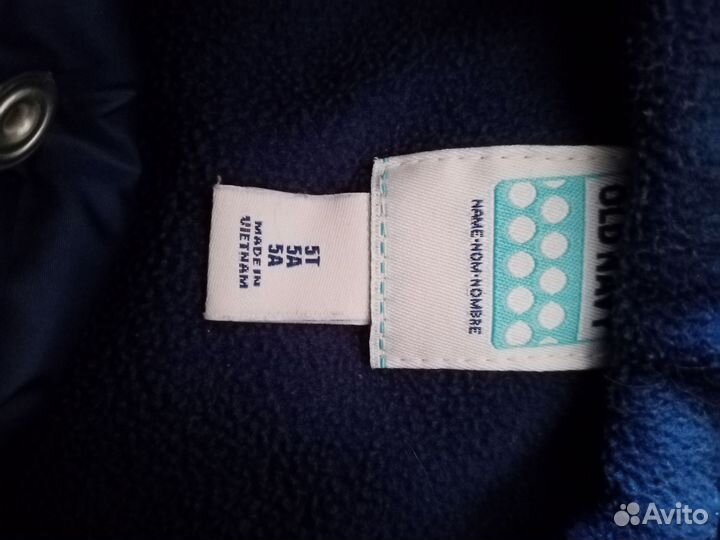 OLD NAVY
NAME·NOM·NOMBRE
5T
5A
5A
MADE IN
VIETNAM
Avito